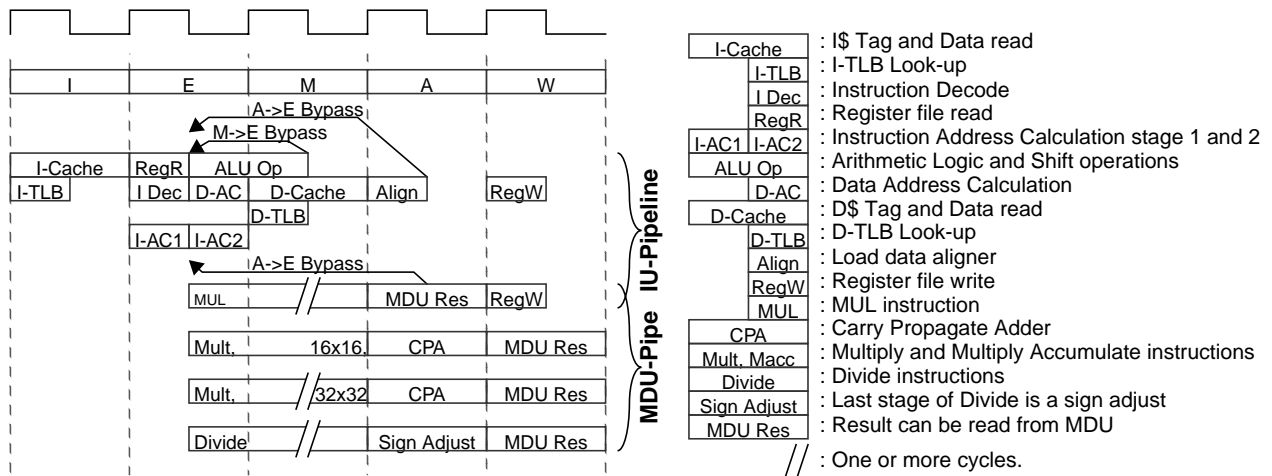 I E M A W
A->E Bypass
M->E Bypass
I-Cache RegR ALU Op
I-TLB I Dec D-AC D-Cache Align RegW
D-TLB
I-AC1 I-AC2
A->E Bypass
MUL MDU Res RegW
Mult, 16x16, CPA MDU Res
Mult, 32x32 CPA MDU Res
Divide Sign Adjust MDU Res
IU-Pipeline
MDU-Pipe
I-Cache : I$ Tag and Data read
I-TLB : I-TLB Look-up
I Dec : Instruction Decode
RegR : Register file read
I-AC1 I-AC2 : Instruction Address Calculation stage 1 and 2
ALU Op : Arithmetic Logic and Shift operations
D-AC : Data Address Calculation
D-Cache : D$ Tag and Data read
D-TLB : D-TLB Look-up
Align : Load data aligner
RegW : Register file write
MUL : MUL instruction
CPA : Carry Propagate Adder
Mult, Macc : Multiply and Multiply Accumulate instructions
Divide : Divide instructions
Sign Adjust : Last stage of Divide is a sign adjust
MDU Res : Result can be read from MDU
: One or more cycles.